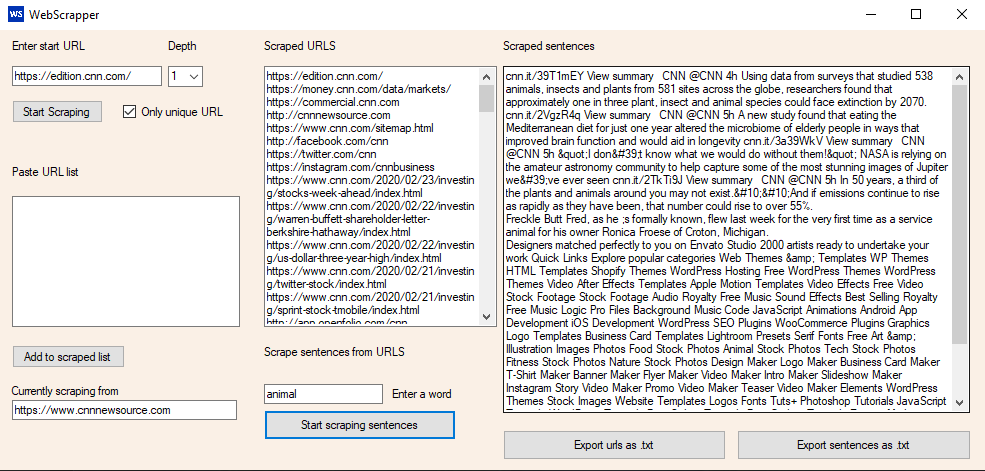 WS WebScrapper
Enter start URL
Depth
https://edition.cnn.com/
1
Start Scraping
Only unique URL
Paste URL list
Add to scraped list
Currently scraping from
https://www.cnnnewsource.com
Scraped URLS
https://edition.cnn.com/
https://money.cnn.com/data/markets/
https://commercial.cnn.com
http://cnnnewsource.com
https://www.cnn.com/sitemap.html
http://facebook.com/cnn
https://twitter.com/cnn
https://instagram.com/cnnbusiness
https://www.cnn.com/2020/02/23/investin
g/stocks-week-ahead/index.html
https://www.cnn.com/2020/02/22/investin
g/warren-buffett-shareholder-letter-
berkshire-hathaway/index.html
https://www.cnn.com/2020/02/22/investin
g/us-dollar-three-year-high/index.html
https://www.cnn.com/2020/02/21/investin
g/twitter-stock/index.html
https://www.cnn.com/2020/02/21/investin
g/sprint-stock-tmobile/index.html
http://app.openfolio.com/cnn
Scrape sentences from URLS
animal
Enter a word
Start scraping sentences
Scraped sentences
cnn.it/39T1mEY View summary CNN @CNN 4h Using data from surveys that studied 538
animals, insects and plants from 581 sites across the globe, researchers found that
approximately one in three plant, insect and animal species could face extinction by 2070.
cnn.it/2VgzR4q View summary CNN @CNN 5h A new study found that eating the
Mediterranean diet for just one year altered the microbiome of elderly people in ways that
improved brain function and would aid in longevity cnn.it/3a39WkV View summary CNN
@CNN 5h &quot;I don&#39;t know what we would do without them!&quot; NASA is relying on
the amateur astronomy community to help capture some of the most stunning images of Jupiter
we&#39;ve ever seen cnn.it/2TkTi9J View summary CNN @CNN 5h In 50 years, a third of
the plants and animals around you may not exist.&#10;&#10;And if emissions continue to rise
as rapidly as they have been, that number could rise to over 55%.
Freckle Butt Fred, as he ;s formally known, flew last week for the very first time as a service
animal for his owner Ronica Froese of Croton, Michigan.
Designers matched perfectly to you on Envato Studio 2000 artists ready to undertake your
work Quick Links Explore popular categories Web Themes &amp; Templates WP Themes
HTML Templates Shopify Themes WordPress Hosting Free WordPress Themes WordPress
Themes Video After Effects Templates Apple Motion Templates Video Effects Free Video
Stock Footage Stock Footage Audio Royalty Free Music Sound Effects Best Selling Royalty
Free Music Logic Pro Files Background Music Code JavaScript Animations Android App
Development iOS Development WordPress SEO Plugins WooCommerce Plugins Graphics
Logo Templates Business Card Templates Lightroom Presets Serif Fonts Free Art &amp;
Illustration Images Photos Food Stock Photos Animal Stock Photos Tech Stock Photos
Fitness Stock Photos Nature Stock Photos Design Maker Logo Maker Business Card Maker
T-Shirt Maker Banner Maker Flyer Maker Video Maker Intro Maker Slideshow Maker
Instagram Story Video Maker Promo Video Maker Teaser Video Maker Elements WordPress
Themes Stock Images Website Templates Logos Fonts Tuts+ Photoshop Tutorials JavaScript
Export urls as .txt
Export sentences as .txt